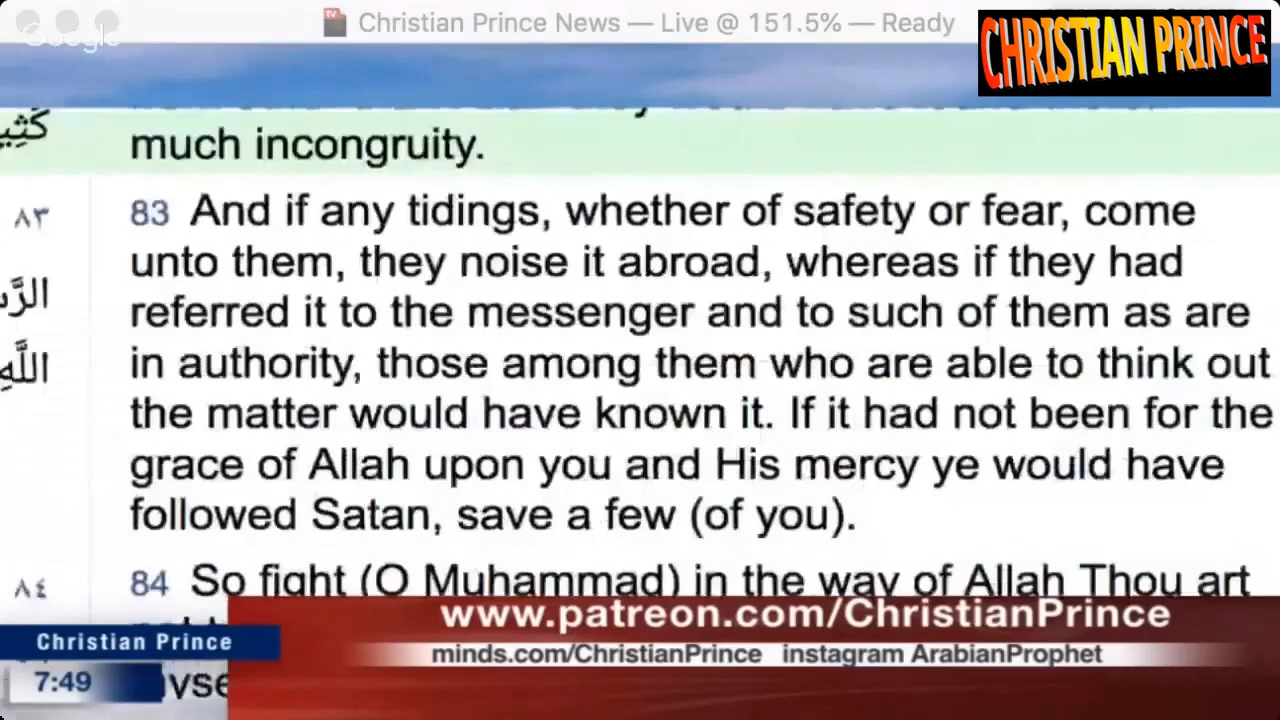 Christian Prince News — Live @ 151.5% — Ready
Google
CHRISTIAN PRINCE
much incongruity.
٨٣
83 And if any tidings, whether of safety or fear, come
unto them, they noise it abroad, whereas if they had
referred it to the messenger and to such of them as are
in authority, those among them who are able to think out
the matter would have known it. If it had not been for the
grace of Allah upon you and His mercy ye would have
followed Satan, save a few (of you).
اللَّهِ
٨٤
84 So fight (O Muhammad) in the way of Allah Thou art
www.patreon.com/ChristianPrince
Christian Prince
minds.com/ChristianPrince instagram ArabianProphet
7:49